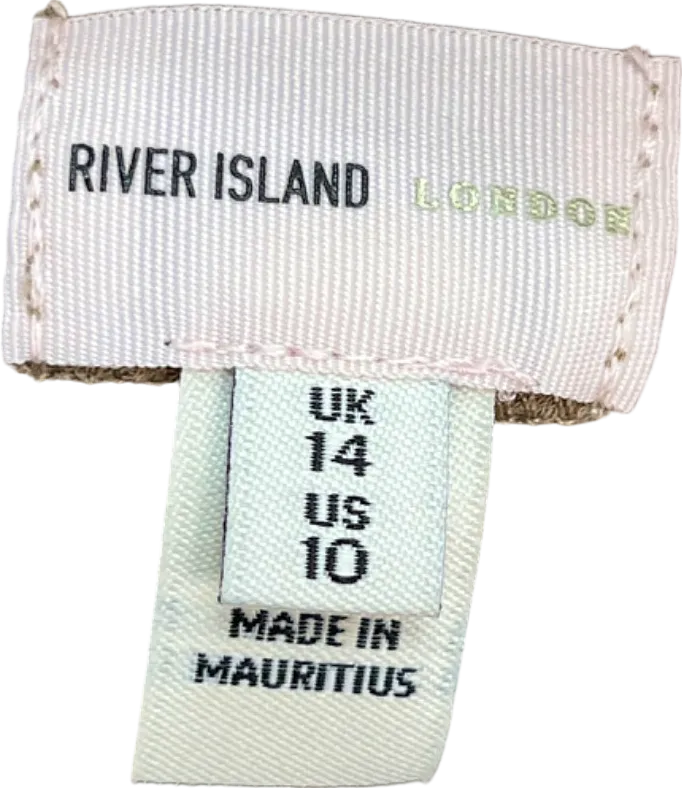 RIVER ISLAND LONDON
UK
14
US
10
MADE IN
MAURITIUS